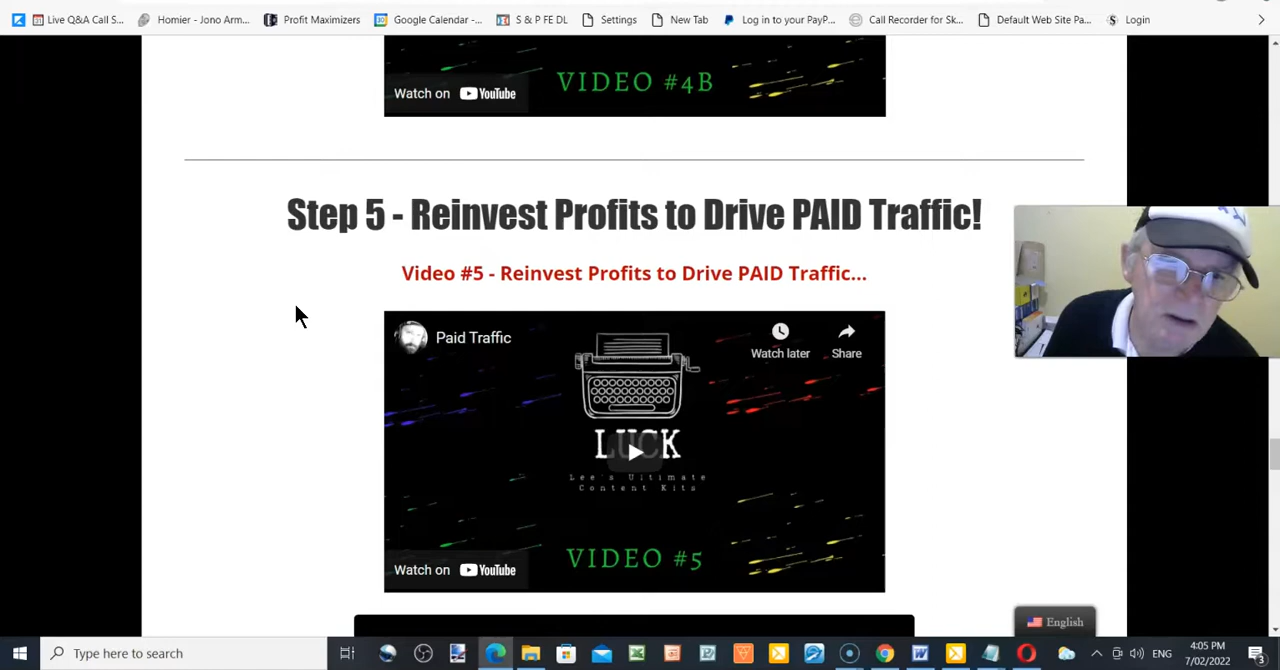 Live Q&A Call S...
Homier - Jono Arm...
Profit Maximizers
Google Calendar -...
S & P FE DL
Settings
New Tab
Log in to your PayP...
Call Recorder for Sk...
Default Web Site Pa...
Login
VIDEO #4B
Watch on YouTube
Step 5 - Reinvest Profits to Drive PAID Traffic!
Video #5 - Reinvest Profits to Drive PAID Traffic...
Paid Traffic
Watch later
Share
LUCK
Lee's Ultimate
Content Kits
VIDEO #5
Watch on YouTube
English
Type here to search
ENG
4:05 PM
7/02/2022